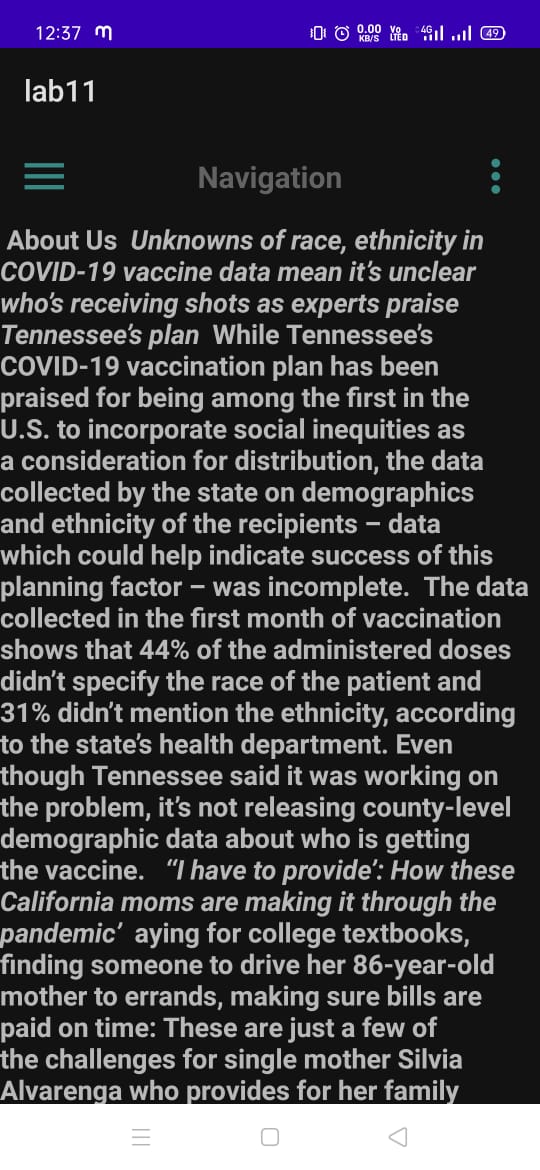 12:37 m 0.00 KB/S Vo LTED 4G 49
lab11
Navigation
About Us Unknowns of race, ethnicity in
COVID-19 vaccine data mean it’s unclear
who’s receiving shots as experts praise
Tennessee’s plan While Tennessee’s
COVID-19 vaccination plan has been
praised for being among the first in the
U.S. to incorporate social inequities as
a consideration for distribution, the data
collected by the state on demographics
and ethnicity of the recipients – data
which could help indicate success of this
planning factor – was incomplete. The data
collected in the first month of vaccination
shows that 44% of the administered doses
didn’t specify the race of the patient and
31% didn’t mention the ethnicity, according
to the state’s health department. Even
though Tennessee said it was working on
the problem, it’s not releasing county-level
demographic data about who is getting
the vaccine. “I have to provide’: How these
California moms are making it through the
pandemic’ aying for college textbooks,
finding someone to drive her 86-year-old
mother to errands, making sure bills are
paid on time: These are just a few of
the challenges for single mother Silvia
Alvarenga who provides for her family